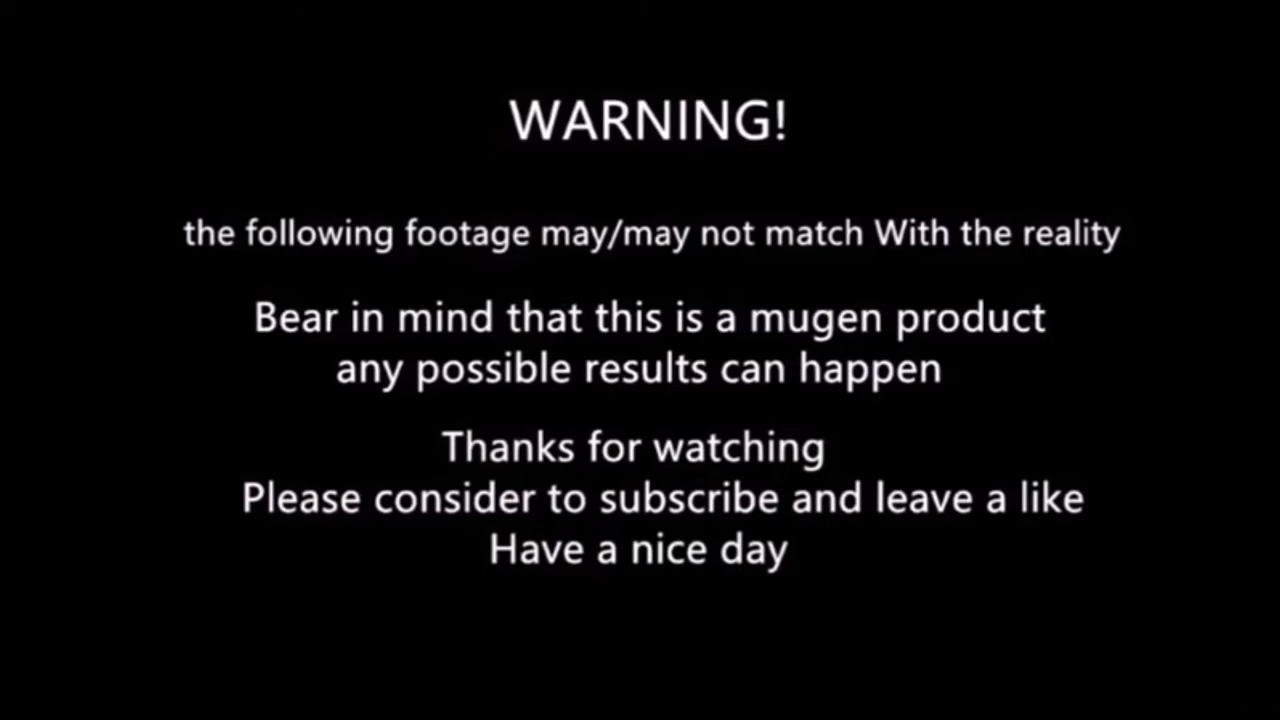 WARNING!
the following footage may/may not match With the reality
Bear in mind that this is a mugen product
any possible results can happen
Thanks for watching
Please consider to subscribe and leave a like
Have a nice day